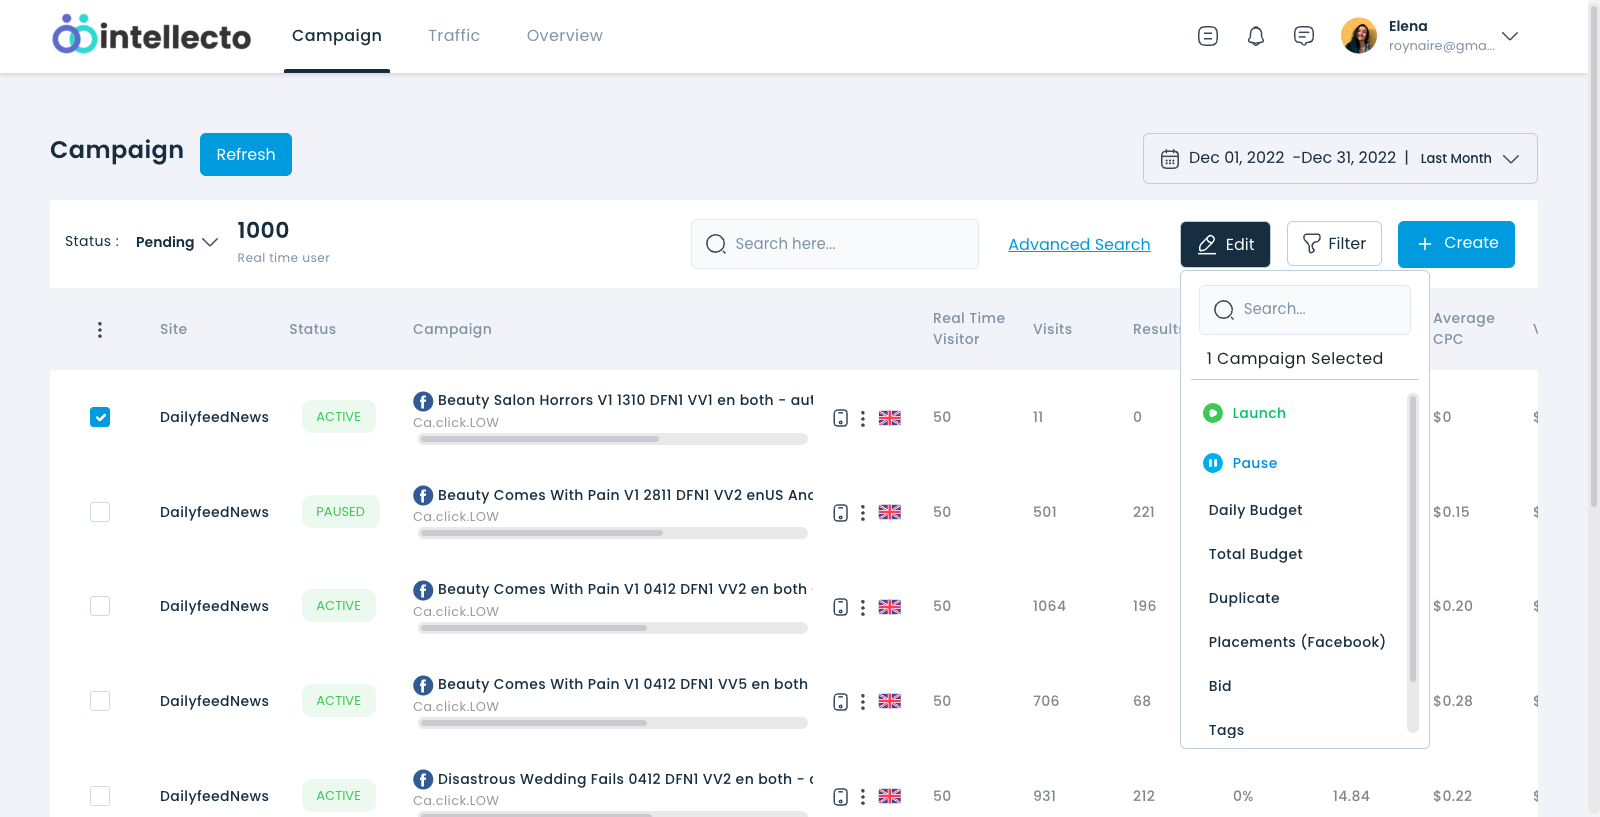 intellecto
Campaign
Traffic
Overview
Elena
roynaire@gma...
Campaign
Refresh
Dec 01, 2022 -Dec 31, 2022 | Last Month
Status :
Pending
1000
Real time user
Search here...
Advanced Search
Edit
Filter
Create
Search...
1 Campaign Selected
Launch
Pause
Daily Budget
Total Budget
Duplicate
Placements (Facebook)
Bid
Tags
Site
Status
Campaign
Real Time
Visitor
Visits
Results
Average
CPC
DailyfeedNews
ACTIVE
Beauty Salon Horrors V1 1310 DFN1 VV1 en both - aut
Ca.click.LOW
50
11
0
$0
DailyfeedNews
PAUSED
Beauty Comes With Pain V1 2811 DFN1 VV2 enUS And
Ca.click.LOW
50
501
221
$0.15
DailyfeedNews
ACTIVE
Beauty Comes With Pain V1 0412 DFN1 VV2 en both
Ca.click.LOW
50
1064
196
$0.20
DailyfeedNews
ACTIVE
Beauty Comes With Pain V1 0412 DFN1 VV5 en both
Ca.click.LOW
50
706
68
$0.28
DailyfeedNews
ACTIVE
Disastrous Wedding Fails 0412 DFN1 VV2 en both -
Ca.click.LOW
50
931
212
0%
14.84
$0.22